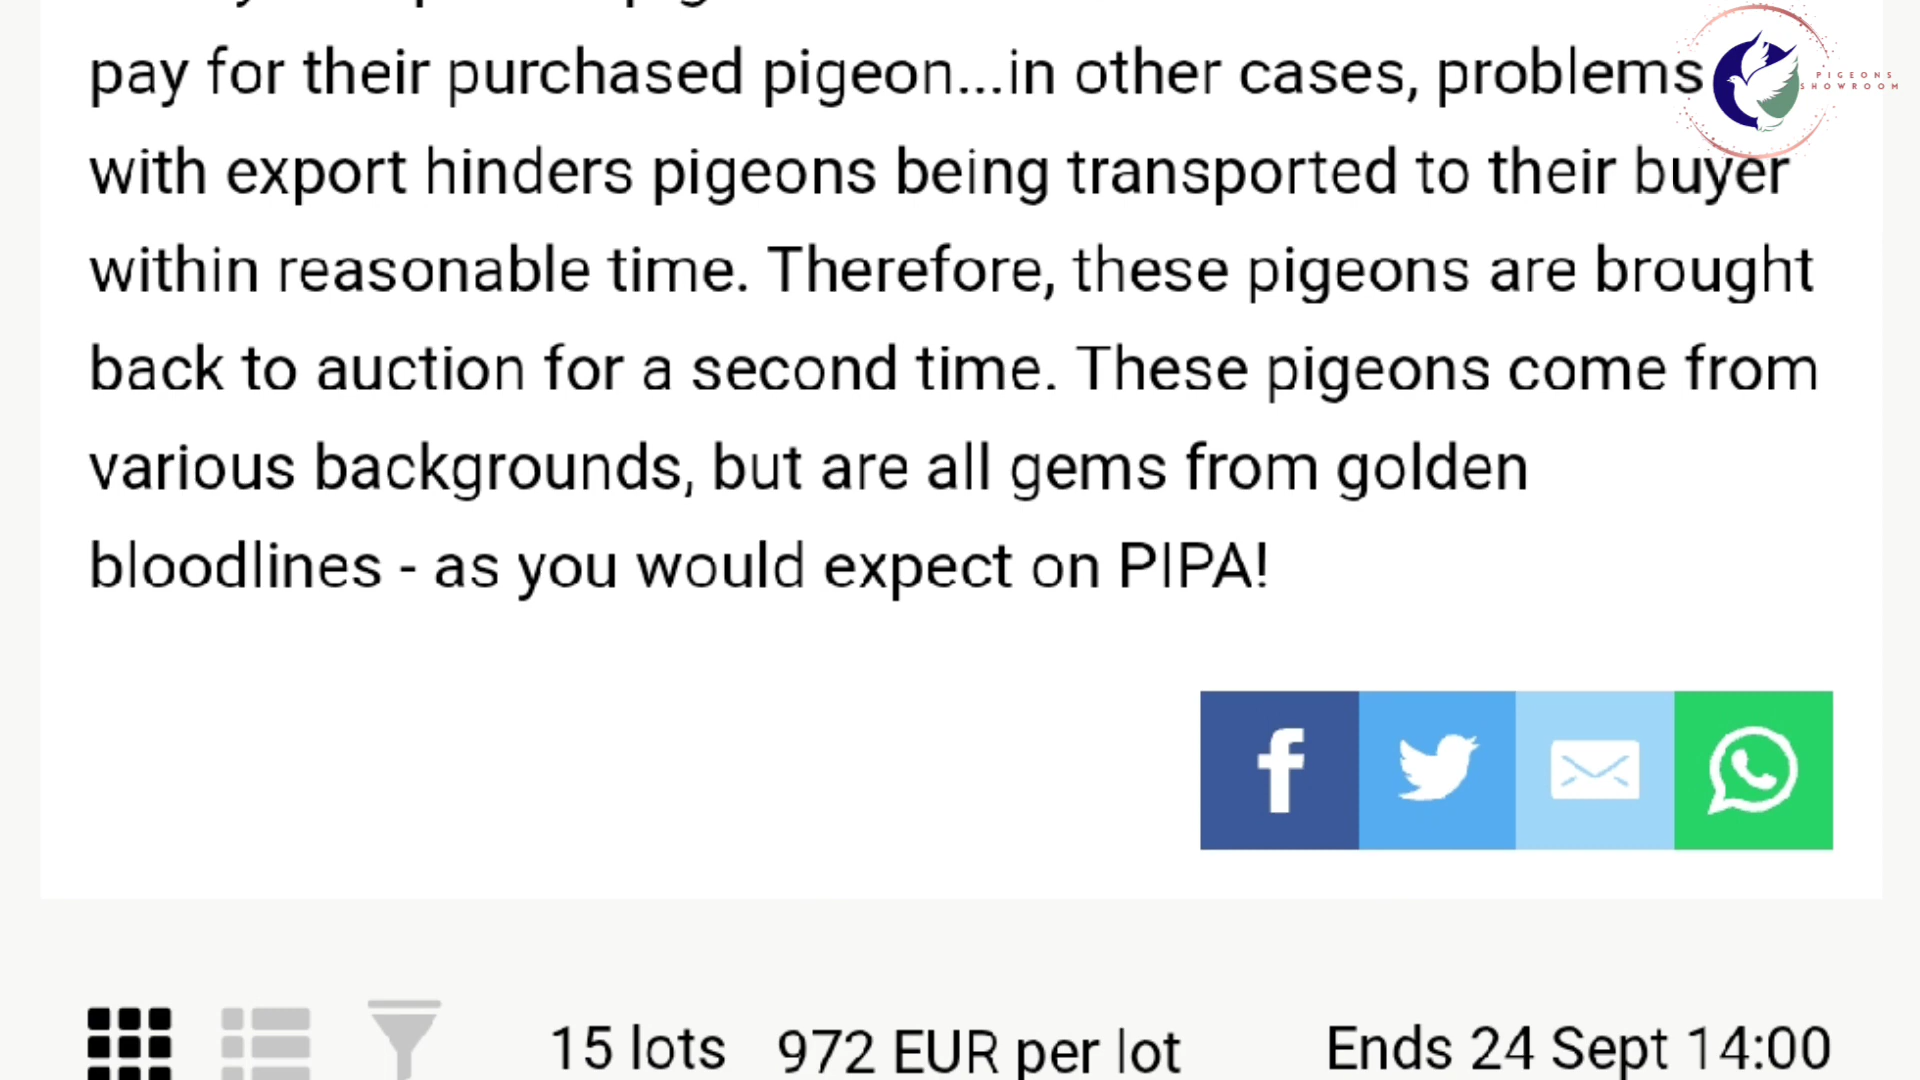 pay for their purchased pigeon...in other cases, problems
PIGEONS
SHOWROOM
with export hinders pigeons being transported to their buyer
within reasonable time. Therefore, these pigeons are brought
back to auction for a second time. These pigeons come from
various backgrounds, but are all gems from golden
bloodlines - as you would expect on PIPA!
15 lots 972 EUR per lot Ends 24 Sept 14:00